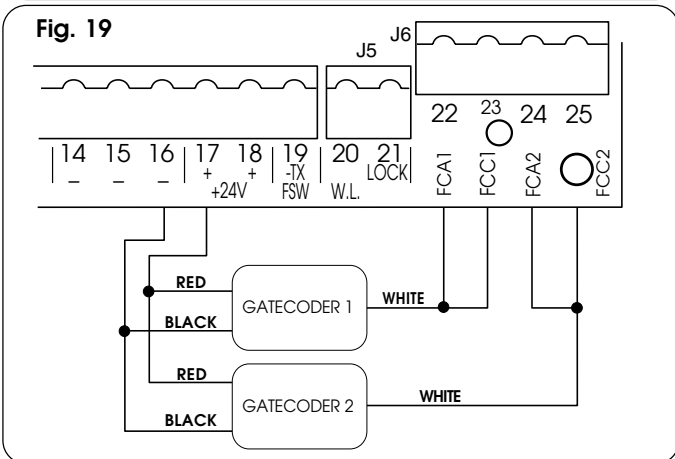 Fig. 19
J5
J6
14 15 16 17 18 19 20 21
22 23 24 25
– – – + + -TX LOCK
+24V FSW W.L.
FCA1 FCC1 FCA2 FCC2
RED
GATECODER 1
WHITE
BLACK
RED
GATECODER 2
WHITE
BLACK